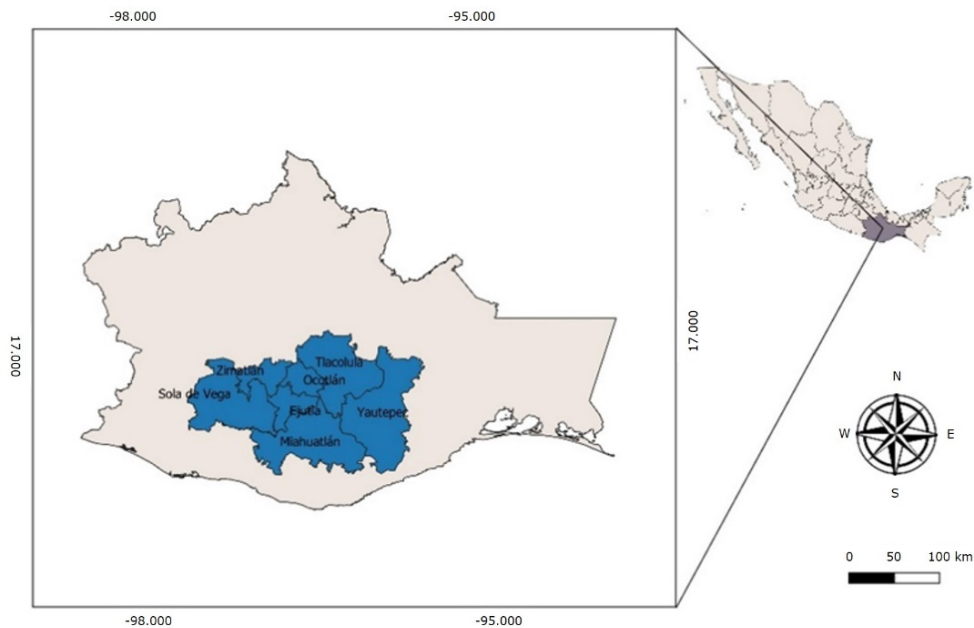 -98.000 -95.000
17.000
17.000
Zimatlán
Tlacolula
Ocotlán
Sola de Vega
Ejutla
Yautepec
Miahuatlán
N
W E
S
0 50 100 km
-98.000 -95.000